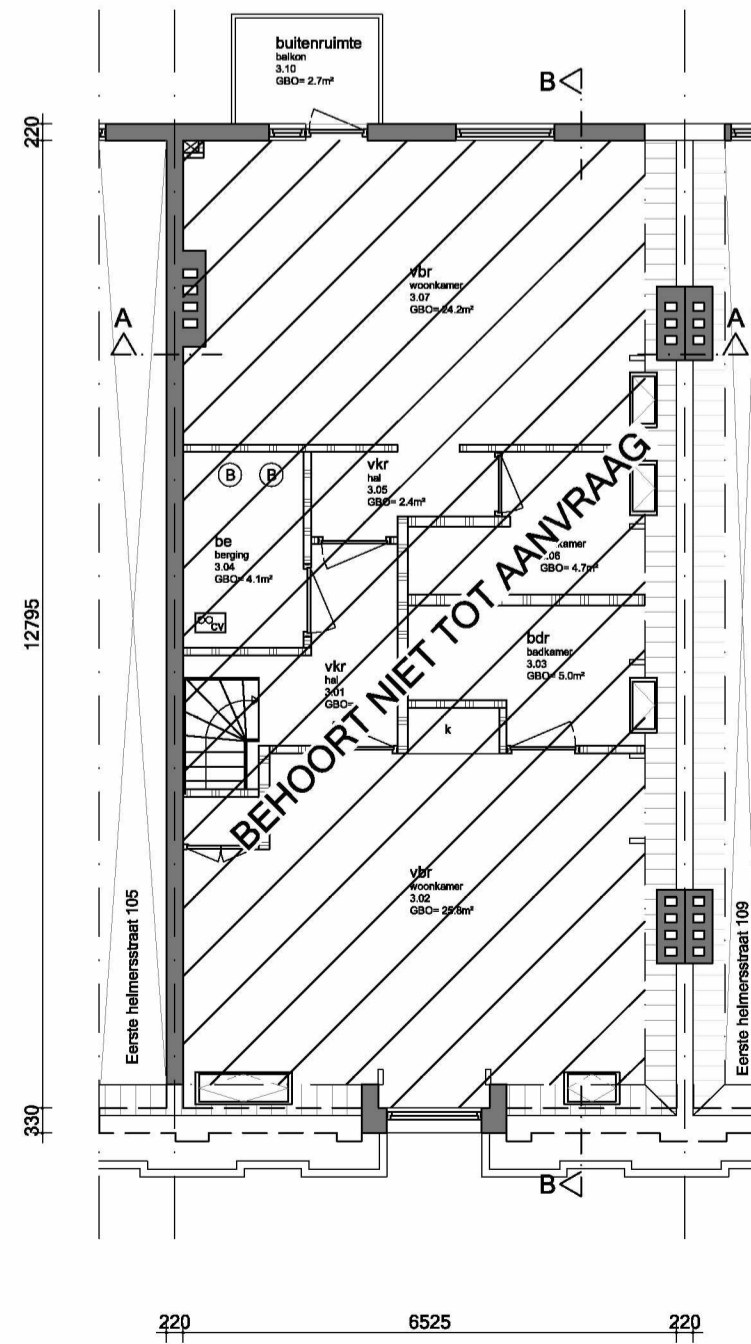 buitenruimte
balkon
3.10
GBO= 2.7m²
B
220
vbr
woonkamer
3.07
GBO= 24.2m²
A
A
vkr
hal
3.05
GBO= 2.4m²
B
B
be
berging
3.04
GBO= 4.1m²
CV
GBO= 4.7m²
12795
bdr
badkamer
3.03
GBO= 5.0m²
vkr
hal
3.01
GBO=
k
BEHOORT NIET TOT AANVRAAG
vbr
woonkamer
3.02
GBO= 25.8m²
Eerste helmersstraat 105
Eerste helmersstraat 109
330
B
220
6525
220